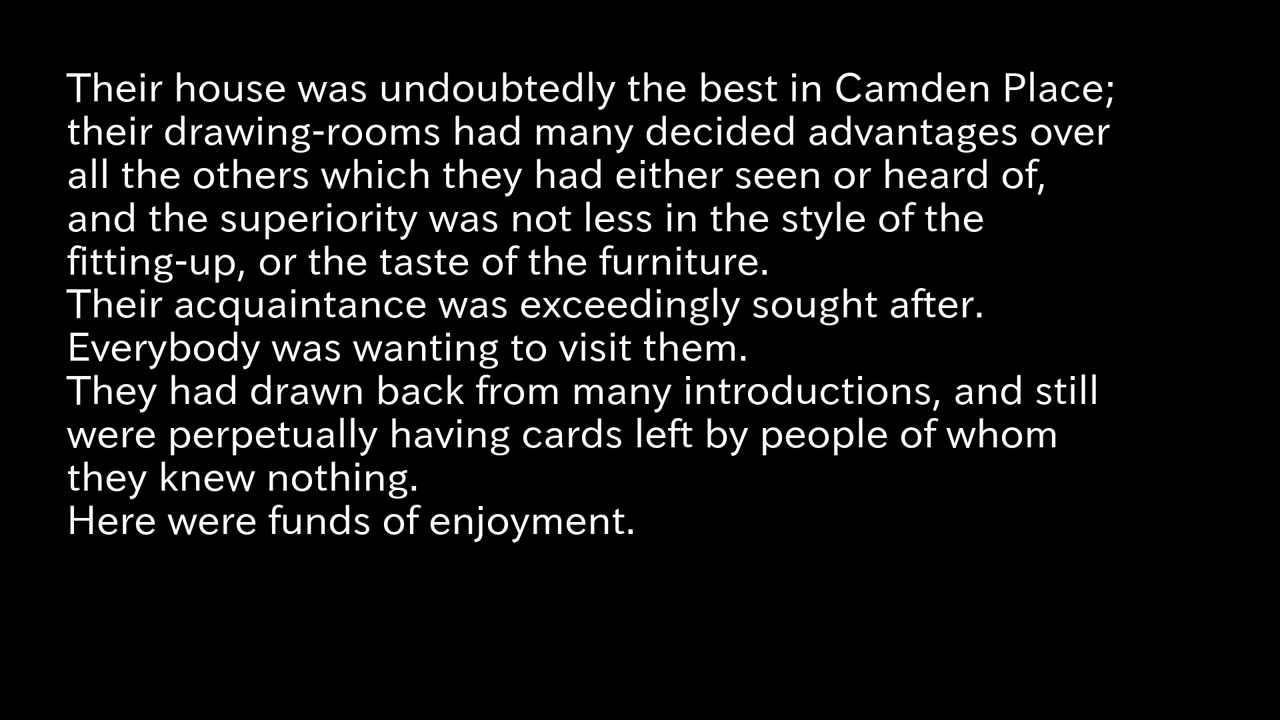 Their house was undoubtedly the best in Camden Place;
their drawing-rooms had many decided advantages over
all the others which they had either seen or heard of,
and the superiority was not less in the style of the
fitting-up, or the taste of the furniture.
Their acquaintance was exceedingly sought after.
Everybody was wanting to visit them.
They had drawn back from many introductions, and still
were perpetually having cards left by people of whom
they knew nothing.
Here were funds of enjoyment.